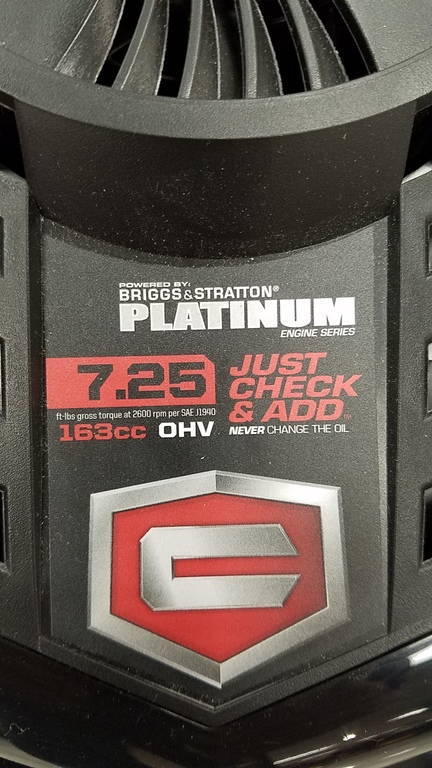 POWERED BY:
BRIGGS & STRATTON®
PLATINUM
ENGINE SERIES
7.25
ft-lbs gross torque at 2600 rpm per SAE J1940
163cc OHV
JUST
CHECK
& ADD™
NEVER CHANGE THE OIL